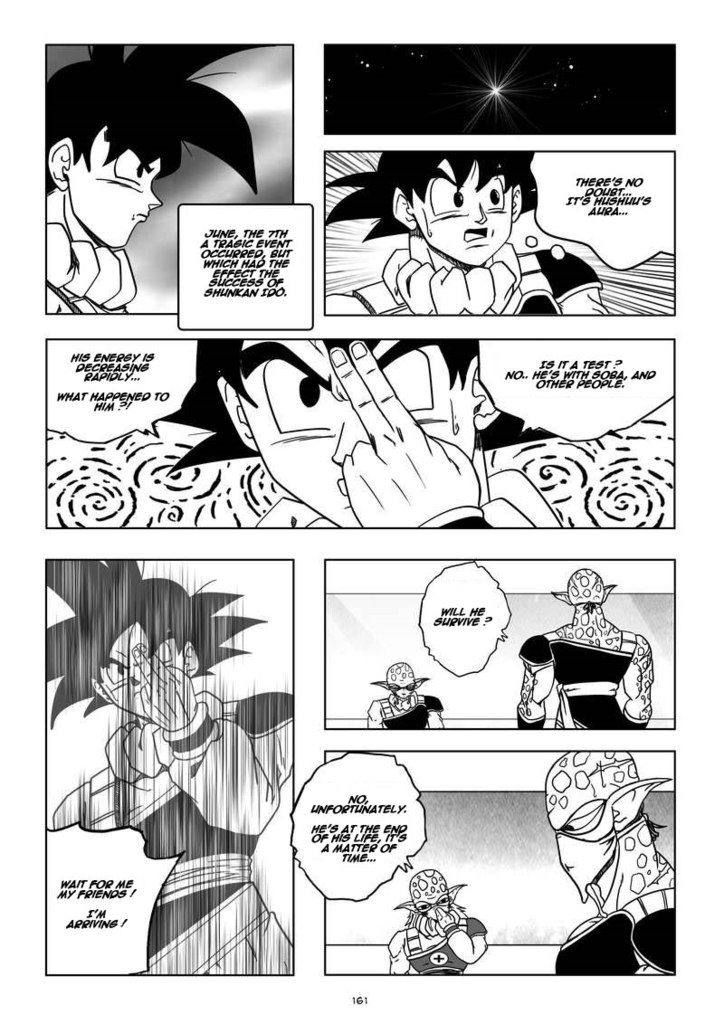 JUNE, THE 7TH
A TRAGIC EVENT
OCCURRED, BUT
WHICH HAD THE
EFFECT THE
SUCCESS OF
SHUNKAN IDO.
THERE'S NO
DOUBT...
IT'S HUSHUU'S
AURA...
HIS ENERGY IS
DECREASING
RAPIDLY...
WHAT HAPPENED TO
HIM ?!
IS IT A TEST ?
NO.. HE'S WITH SOBA, AND
OTHER PEOPLE.
WAIT FOR ME
MY FRIENDS !
I'M
ARRIVING !
WILL HE
SURVIVE ?
NO,
UNFORTUNATELY.
HE'S AT THE END
OF HIS LIFE, IT'S
A MATTER OF
TIME...
161